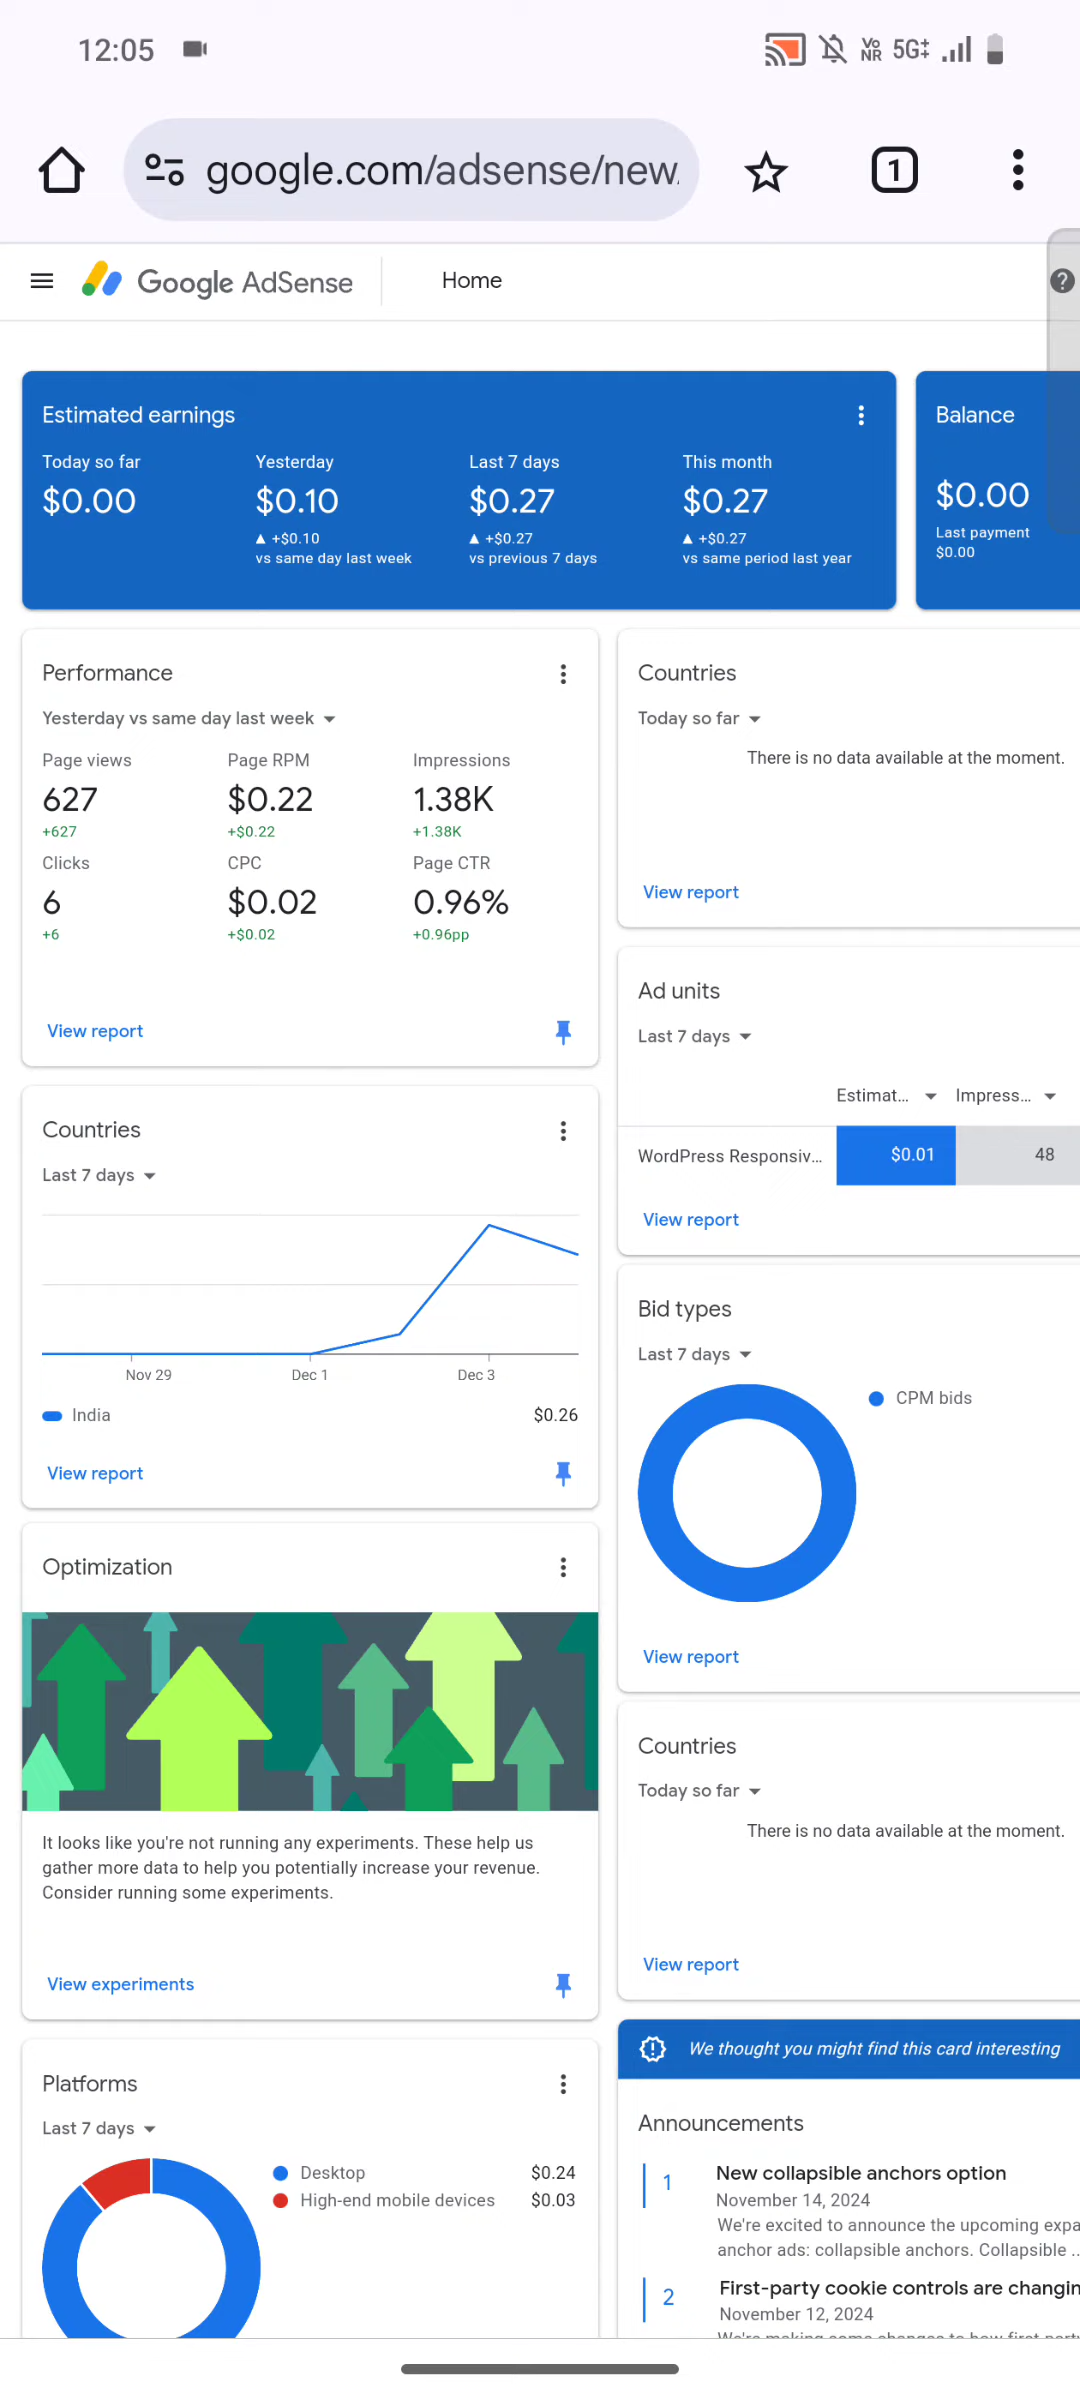 12:05
Vo
NR
5G
google.com/adsense/new
1
Google AdSense
Home
?
Estimated earnings
Today so far
$0.00
Yesterday
$0.10
+$0.10
vs same day last week
Last 7 days
$0.27
+$0.27
vs previous 7 days
This month
$0.27
+$0.27
vs same period last year
Balance
$0.00
Last payment
$0.00
Performance
Yesterday vs same day last week
Page views
Page RPM
Impressions
627
$0.22
1.38K
+627
+$0.22
+1.38K
Clicks
CPC
Page CTR
6
$0.02
0.96%
+6
+$0.02
+0.96pp
View report
Countries
Last 7 days
Nov 29
Dec 1
Dec 3
India
$0.26
View report
Optimization
It looks like you're not running any experiments. These help us
gather more data to help you potentially increase your revenue.
Consider running some experiments.
View experiments
Platforms
Last 7 days
Desktop
$0.24
High-end mobile devices
$0.03
Countries
Today so far
There is no data available at the moment.
View report
Ad units
Last 7 days
Estimat...
Impress...
WordPress Responsiv...
$0.01
48
View report
Bid types
Last 7 days
CPM bids
View report
Countries
Today so far
There is no data available at the moment.
View report
We thought you might find this card interesting
Announcements
1
New collapsible anchors option
November 14, 2024
We're excited to announce the upcoming expa
anchor ads: collapsible anchors. Collapsible ..
2
First-party cookie controls are changin
November 12, 2024